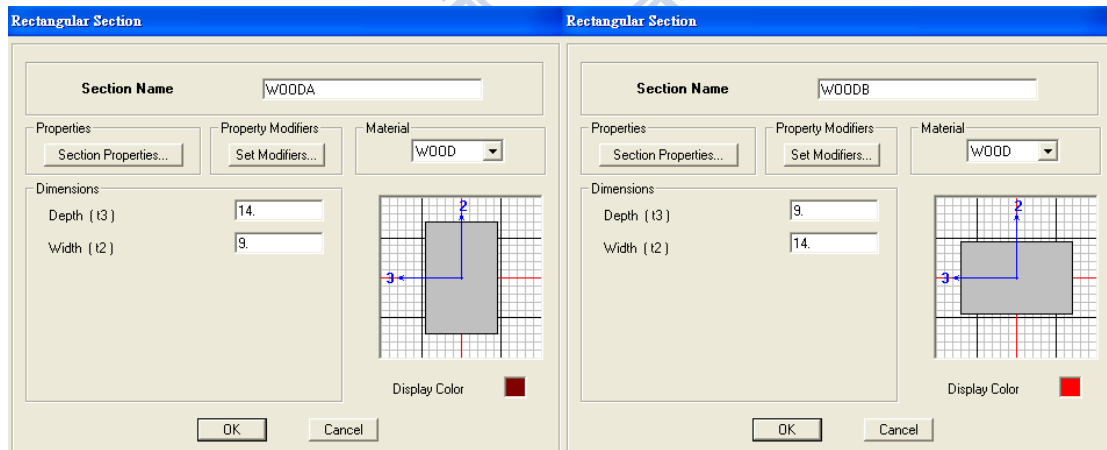 Rectangular Section
Section Name WOODA
Properties Property Modifiers Material
Section Properties... Set Modifiers... WOOD
Dimensions
Depth ( t3 ) 14.
Width ( t2 ) 9.
2
3
Display Color
OK Cancel
Rectangular Section
Section Name WOODB
Properties Property Modifiers Material
Section Properties... Set Modifiers... WOOD
Dimensions
Depth ( t3 ) 9.
Width ( t2 ) 14.
2
3
Display Color
OK Cancel